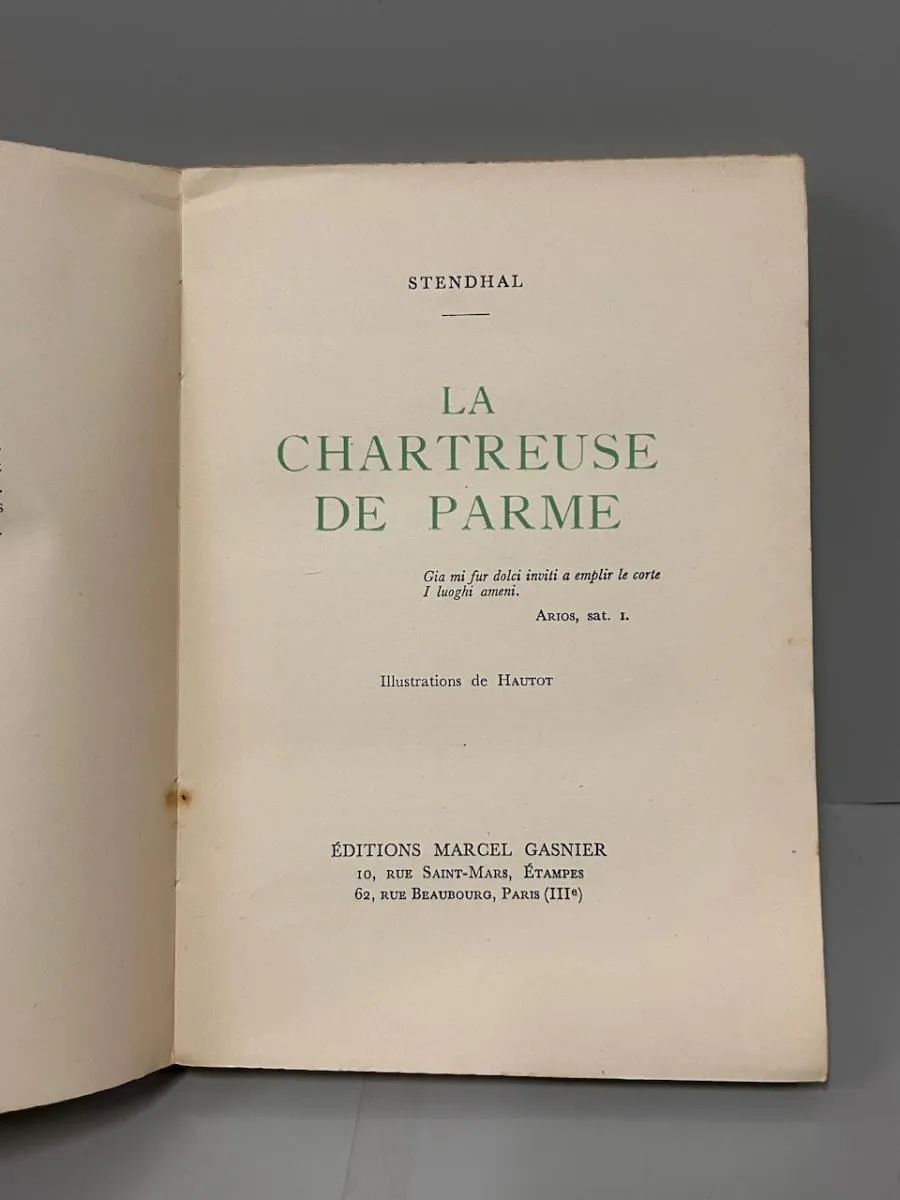 STENDHAL
LA
CHARTREUSE
DE PARME
Gia mi fur dolci inviti a emplir le corte
I luoghi ameni.
ARIOS, sat. I.
Illustrations de HAUTOT
ÉDITIONS MARCEL GASNIER
10, RUE SAINT-MARS, ÉTAMPES
62, RUE BEAUBOURG, PARIS (IIIe)